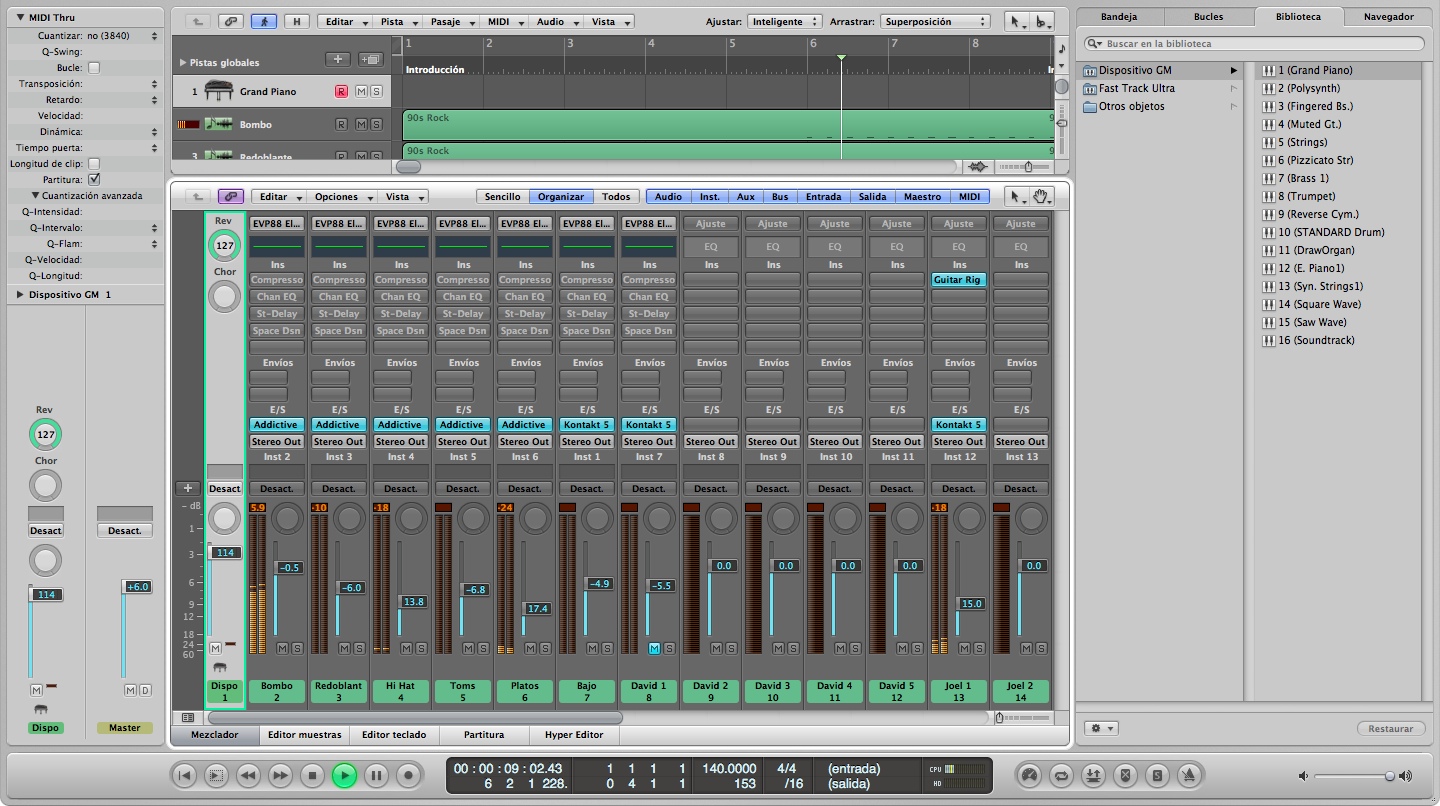 MIDI Thru
Cuantizar: no (3840)
Q-Swing:
Bucle:
Transposición:
Retardo:
Velocidad:
Dinámica:
Tiempo puerta:
Longitud de clip:
Partitura:
Cuantización avanzada
Q-Intensidad:
Q-Intervalo:
Q-Flam:
Q-Velocidad:
Q-Longitud:
Dispositivo GM 1
Rev
127
Chor
Desact
Desact.
114
+6.0
M
M D
Dispo
Master
H
Editar Pista Pasaje MIDI Audio Vista
Ajustar: Inteligente
Arrastrar: Superposición
Pistas globales
1 2 3 4 5 6 7 8
Introducción
1 Grand Piano R M S
Bombo R M S
90s Rock
3 Redoblante R M S
90s Rock
Editar Opciones Vista
Sencillo Organizar Todos
Audio Inst. Aux Bus Entrada Salida Maestro MIDI
Rev EVP88 El... EVP88 El... EVP88 El... EVP88 El... EVP88 El... EVP88 El... EVP88 El... Ajuste Ajuste Ajuste Ajuste Ajuste Ajuste
127 EQ EQ EQ EQ EQ EQ
Ins Ins Ins Ins Ins Ins Ins Ins Ins Ins Ins Ins Ins
Chor Compresso Compresso Compresso Compresso Compresso Compresso Compresso Guitar Rig
Chan EQ Chan EQ Chan EQ Chan EQ Chan EQ Chan EQ Chan EQ
St-Delay St-Delay St-Delay St-Delay St-Delay St-Delay St-Delay
Space Dsn Space Dsn Space Dsn Space Dsn Space Dsn Space Dsn Space Dsn
Envíos Envíos Envíos Envíos Envíos Envíos Envíos Envíos Envíos Envíos Envíos Envíos Envíos
E/S E/S E/S E/S E/S E/S E/S E/S E/S E/S E/S E/S E/S
Addictive Addictive Addictive Addictive Addictive Kontakt 5 Kontakt 5 Kontakt 5
Stereo Out Stereo Out Stereo Out Stereo Out Stereo Out Stereo Out Stereo Out Stereo Out Stereo Out Stereo Out Stereo Out Stereo Out Stereo Out
Inst 2 Inst 3 Inst 4 Inst 5 Inst 6 Inst 1 Inst 7 Inst 8 Inst 9 Inst 10 Inst 11 Inst 12 Inst 13
Desact. Desact. Desact. Desact. Desact. Desact. Desact. Desact. Desact. Desact. Desact. Desact. Desact. Desact.
- dB 5.9 -10 -18 -24 -18
1
3
6
9
12
18
24
60
114 -0.5 -6.0 13.8 -6.8 17.4 -4.9 -5.5 0.0 0.0 0.0 0.0 15.0 0.0
M M S M S M S M S M S M S M S M S M S M S M S M S M S
Dispo Bombo Redoblant Hi Hat Toms Platos Bajo David 1 David 2 David 3 David 4 David 5 Joel 1 Joel 2
1 2 3 4 5 6 7 8 9 10 11 12 13 14
Mezclador Editor muestras Editor teclado Partitura Hyper Editor
Bandeja Bucles Biblioteca Navegador
Buscar en la biblioteca
Dispositivo GM
Fast Track Ultra
Otros objetos
1 (Grand Piano)
2 (Polysynth)
3 (Fingered Bs.)
4 (Muted Gt.)
5 (Strings)
6 (Pizzicato Str)
7 (Brass 1)
8 (Trumpet)
9 (Reverse Cym.)
10 (STANDARD Drum)
11 (DrawOrgan)
12 (E. Piano1)
13 (Syn. Strings1)
14 (Square Wave)
15 (Saw Wave)
16 (Soundtrack)
Restaurar
00 : 00 : 09 : 02.43 1 1 1 1 140.0000 4/4 (entrada) CPU
6 2 1 228. 0 4 1 1 153 /16 (salida) HD